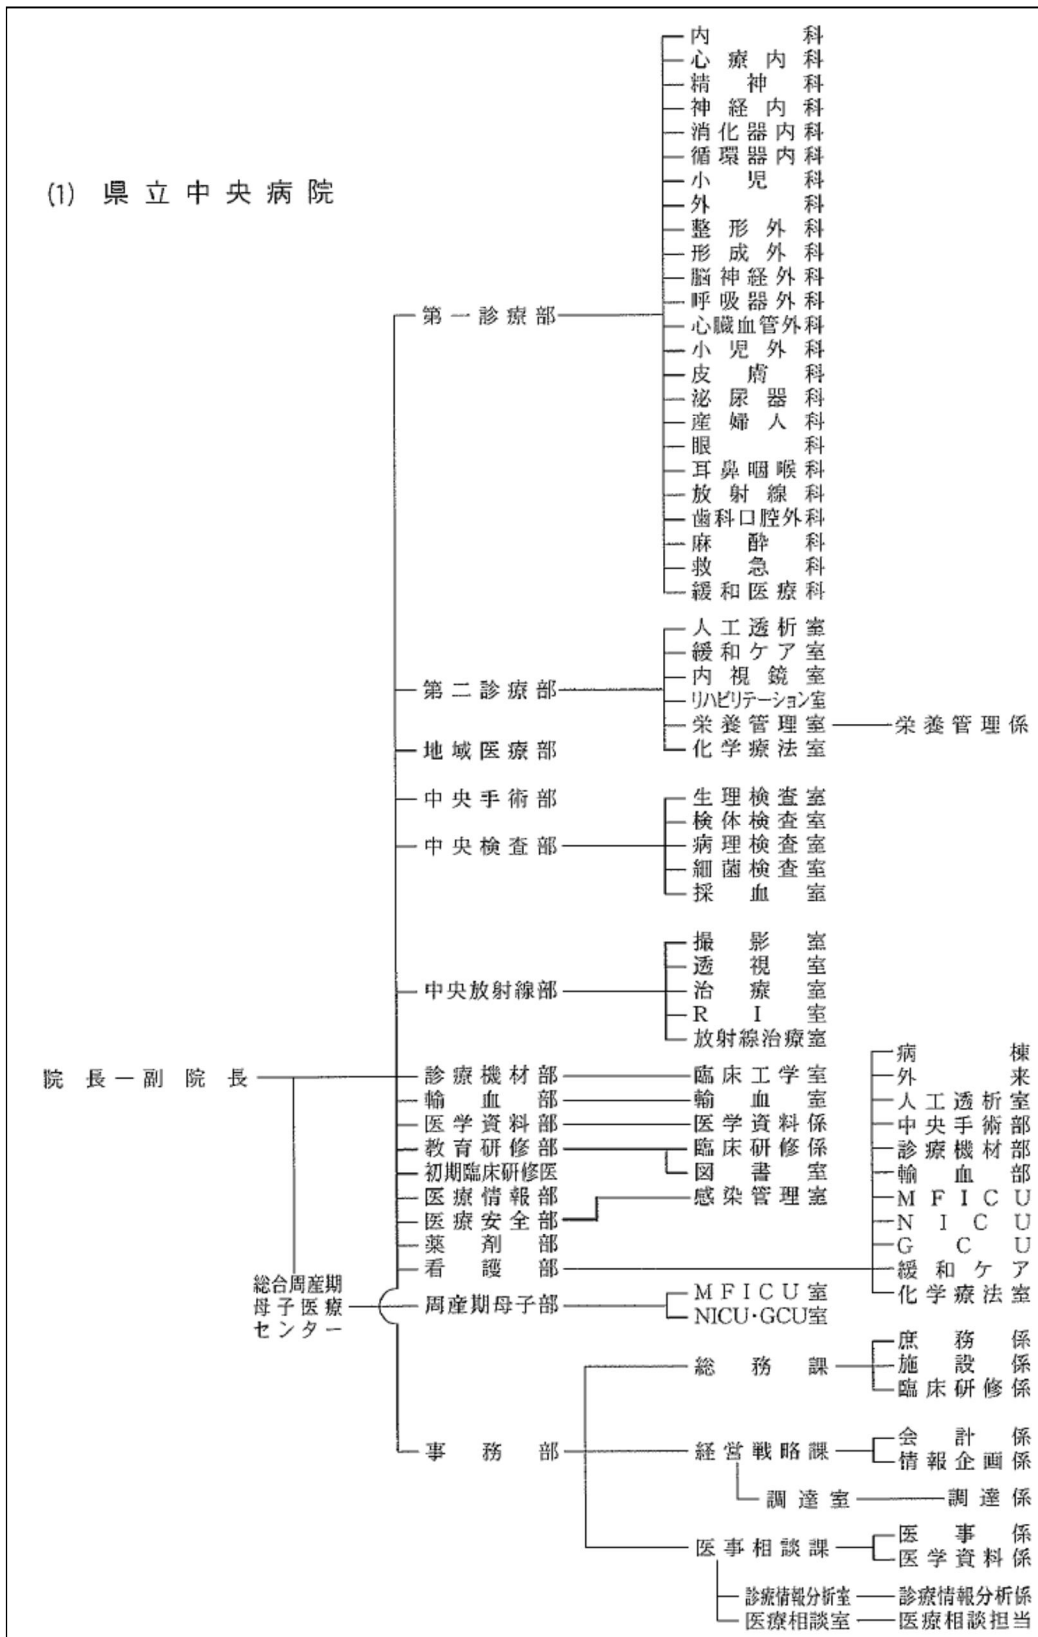 (1) 県立中央病院
内科
心療内科
精神科
神経内科
消化器内科
循環器内科
小児科
外科
整形外科
形成外科
脳神経外科
呼吸器外科
第一診療部
心臓血管外科
小児外科
皮膚科
泌尿器科
産婦人科
眼科
耳鼻咽喉科
放射線科
歯科口腔外科
麻酔科
救急科
緩和医療科
人工透析室
緩和ケア室
内視鏡室
第二診療部
リハビリテーション室
栄養管理室 栄養管理係
地域医療部 化学療法室
中央手術部 生理検査室
検体検査室
中央検査部 病理検査室
細菌検査室
採血室
撮影室
透視室
中央放射線部 治療室
RI室
放射線治療室
病棟
院長 副院長 診療機材部 臨床工学室 外来
輸血部 輸血室 人工透析室
医学資料部 医学資料係 中央手術部
教育研修部 臨床研修係 診療機材部
初期臨床研修医 図書室 輸血部
医療情報部 感染管理室 MFICU
医療安全部 NICU
薬剤部 GCU
看護部 緩和ケア
総合周産期 MFICU室 化学療法室
母子医療 周産期母子部
センター NICU・GCU室
庶務係
総務課 施設係
臨床研修係
会計係
事務部 経営戦略課
情報企画係
調達室 調達係
医事係
医事相談課
医学資料係
診療情報分析室 診療情報分析係
医療相談室 医療相談担当